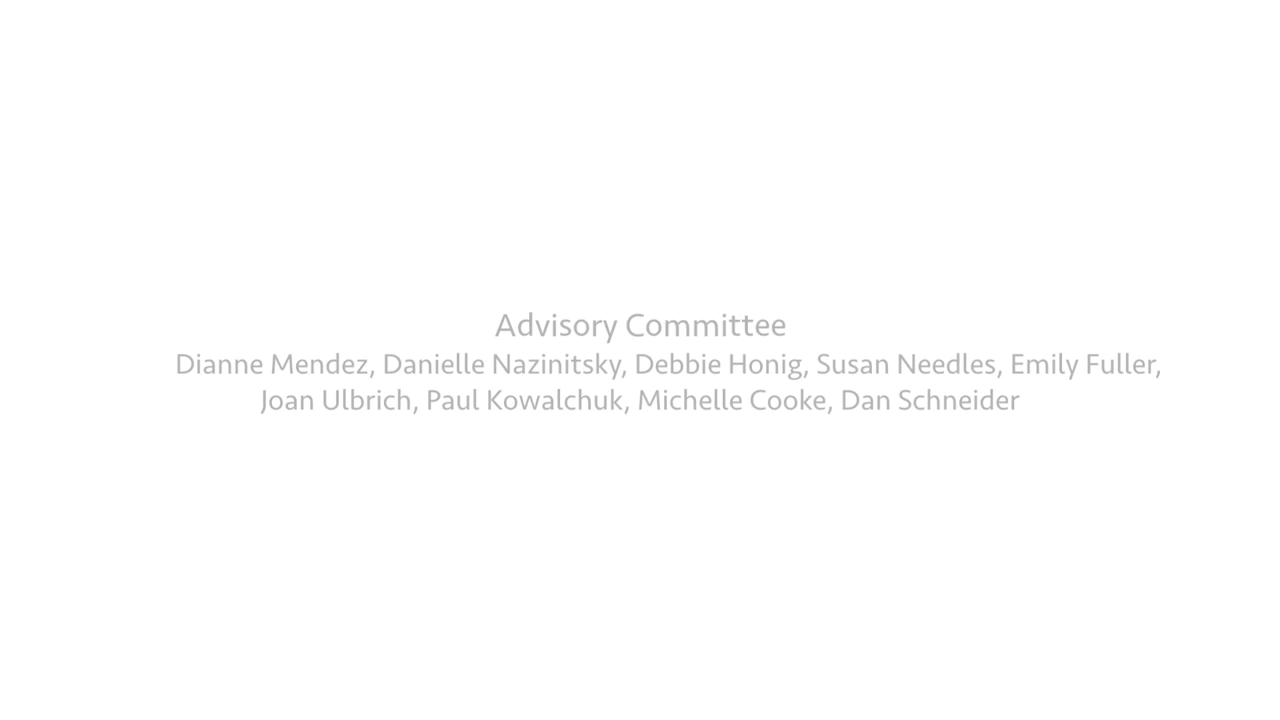 Advisory Committee
Dianne Mendez, Danielle Nazinitsky, Debbie Honig, Susan Needles, Emily Fuller,
Joan Ulbrich, Paul Kowalchuk, Michelle Cooke, Dan Schneider